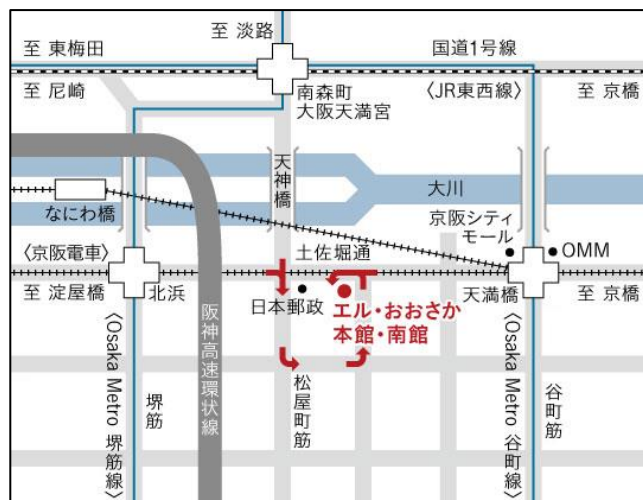 至 淡路
至 東梅田
国道1号線
至 尼崎
南森町
大阪天満宮
〈JR東西線〉
至 京橋
天神橋
大川
なにわ橋
京阪シティ
モール
〈京阪電車〉
土佐堀通
OMM
至 淀屋橋
北浜
日本郵政
エル・おおさか
本館・南館
天満橋
至 京橋
阪神高速環状線
〈Osaka Metro 堺筋線〉
堺筋
松屋町筋
〈Osaka Metro 谷町線〉
谷町筋